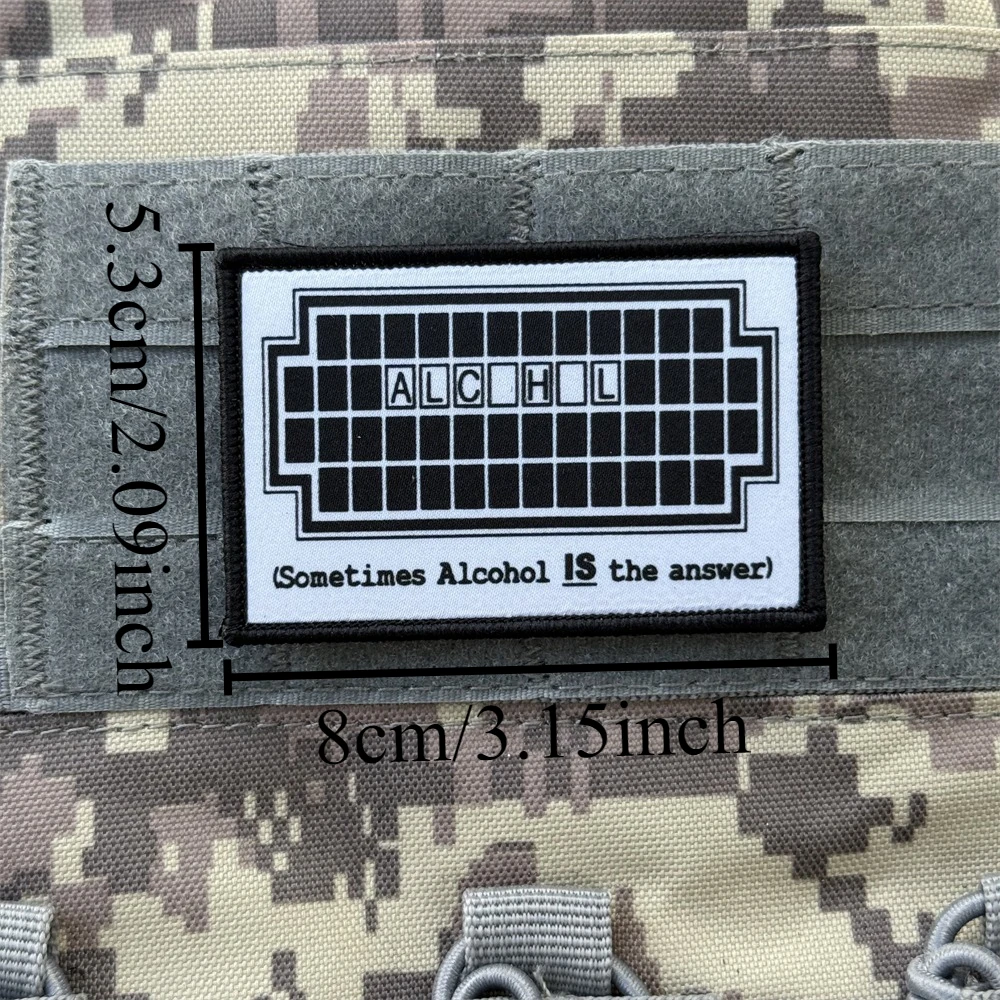 5.3cm/2.09inch
ALC H L
(Sometimes Alcohol IS the answer)
8cm/3.15inch